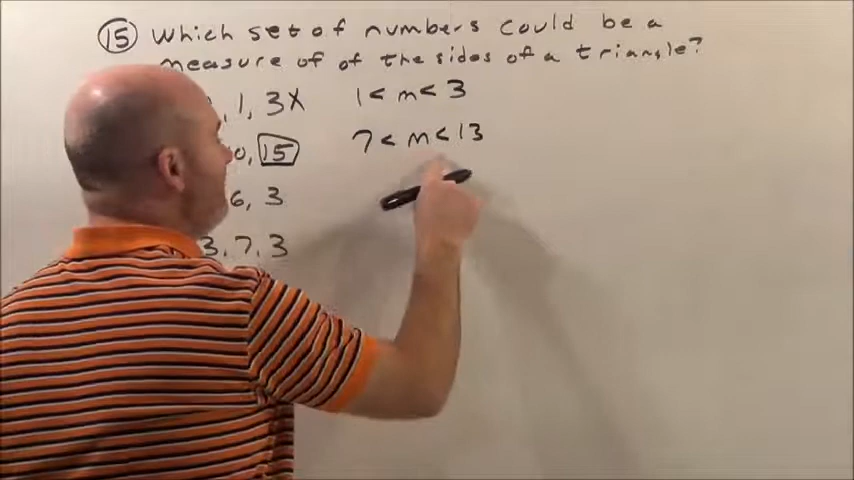 15 Which set of numbers could be a
measure of of the sides of a triangle?
, 1, 3X 1 < m < 3
0, 15 7 < m < 13
6, 3
3, 7, 3